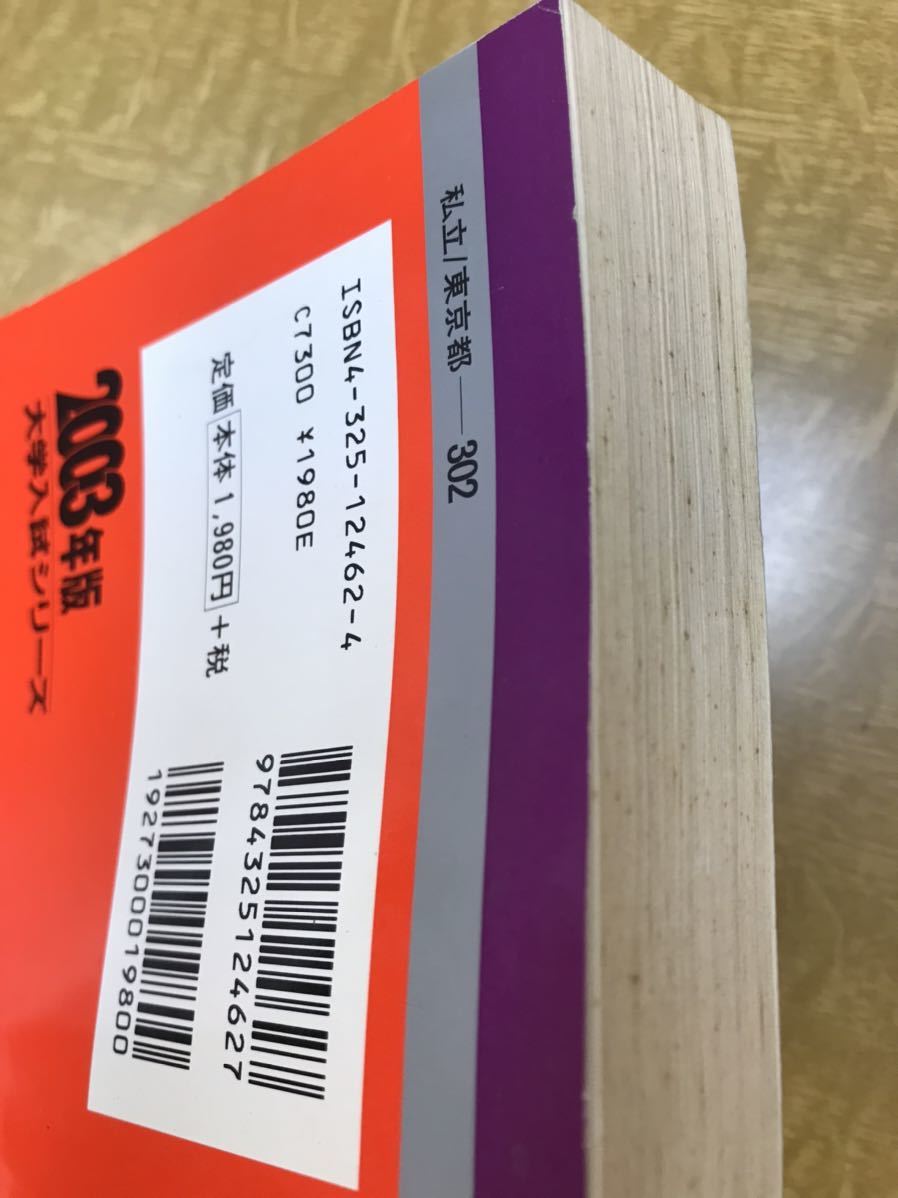 私立/東京都―302
ISBN4-325-12462-4
C7300 ¥1980E
定価 本体 1,980円 +税
9784325124627
1927300019800
2003年版
大学入試シリーズ